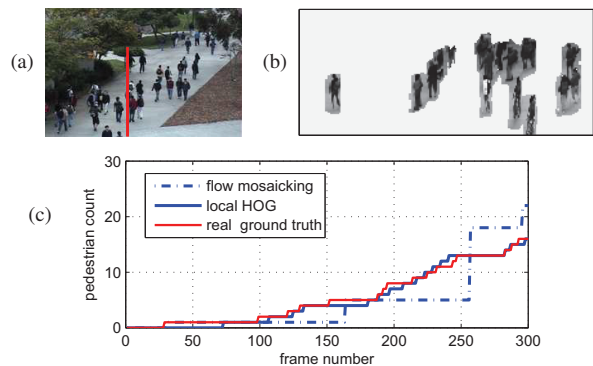 (a)
(b)
(c)
30
20
10
0
pedestrian count
flow mosaicking
local HOG
real ground truth
0 50 100 150 200 250 300
frame number